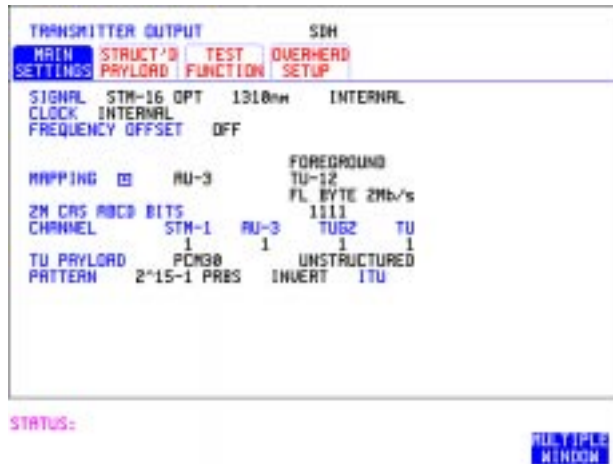 TRANSMITTER OUTPUT SDH
MAIN SETTINGS
STRUCT'D PAYLOAD
TEST FUNCTION
OVERHEAD SETUP
SIGNAL STM-16 OPT 1310nm INTERNAL
CLOCK INTERNAL
FREQUENCY OFFSET OFF
FOREGROUND
MAPPING AU-3 TU-12
FL BYTE 2Mb/s
2M CAS ABCD BITS 1111
CHANNEL STM-1 AU-3 TUG2 TU
1 1 1 1
TU PAYLOAD PCM30 UNSTRUCTURED
PATTERN 2^15-1 PRBS INVERT ITU
STATUS:
MULTIPLE
WINDOW